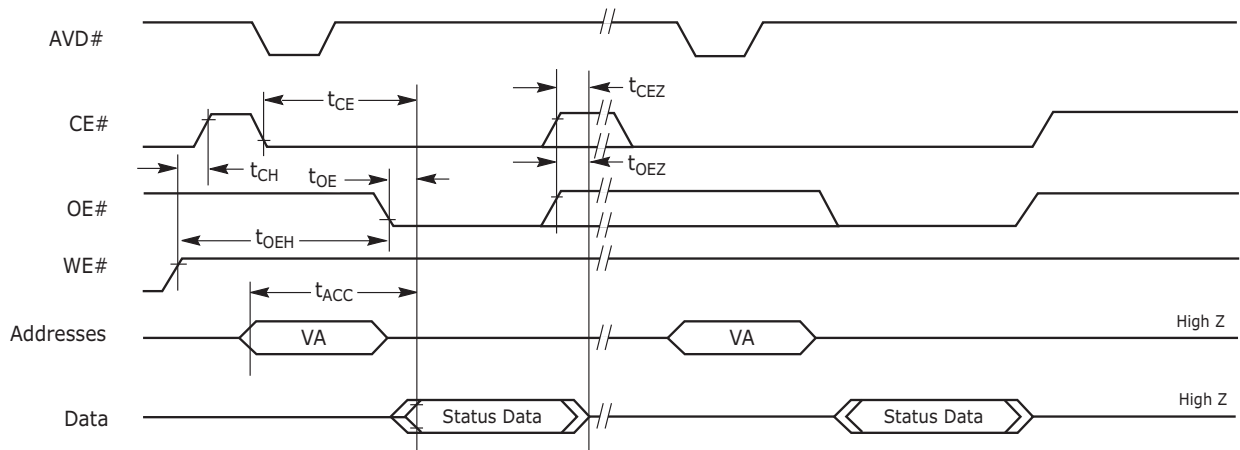 AVD#
tCEZ
tCE
CE#
tCH
tOE
tOEZ
OE#
tOEH
WE#
tACC
Addresses
VA
VA
High Z
Data
Status Data
Status Data
High Z